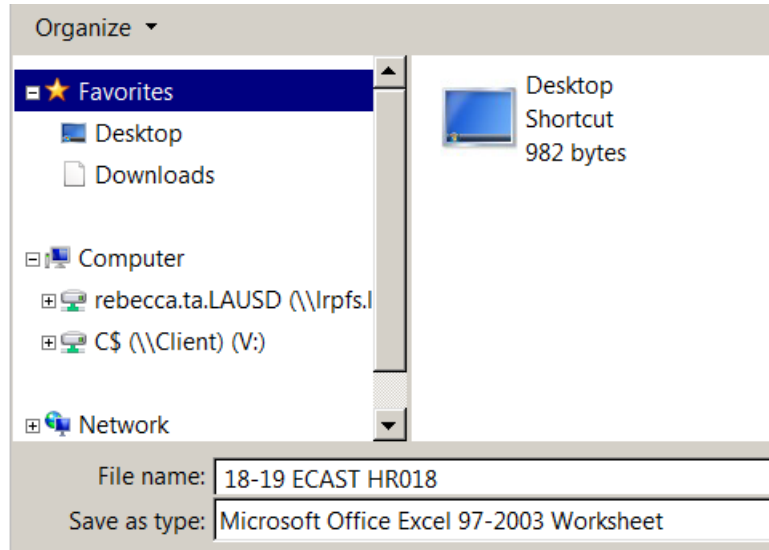 Organize
Favorites
Desktop
Downloads
Computer
rebecca.ta.LAUSD (\\lrpfs.l
C$ (\\Client) (V:)
Network
Desktop
Shortcut
982 bytes
File name: 18-19 ECAST HR018
Save as type: Microsoft Office Excel 97-2003 Worksheet